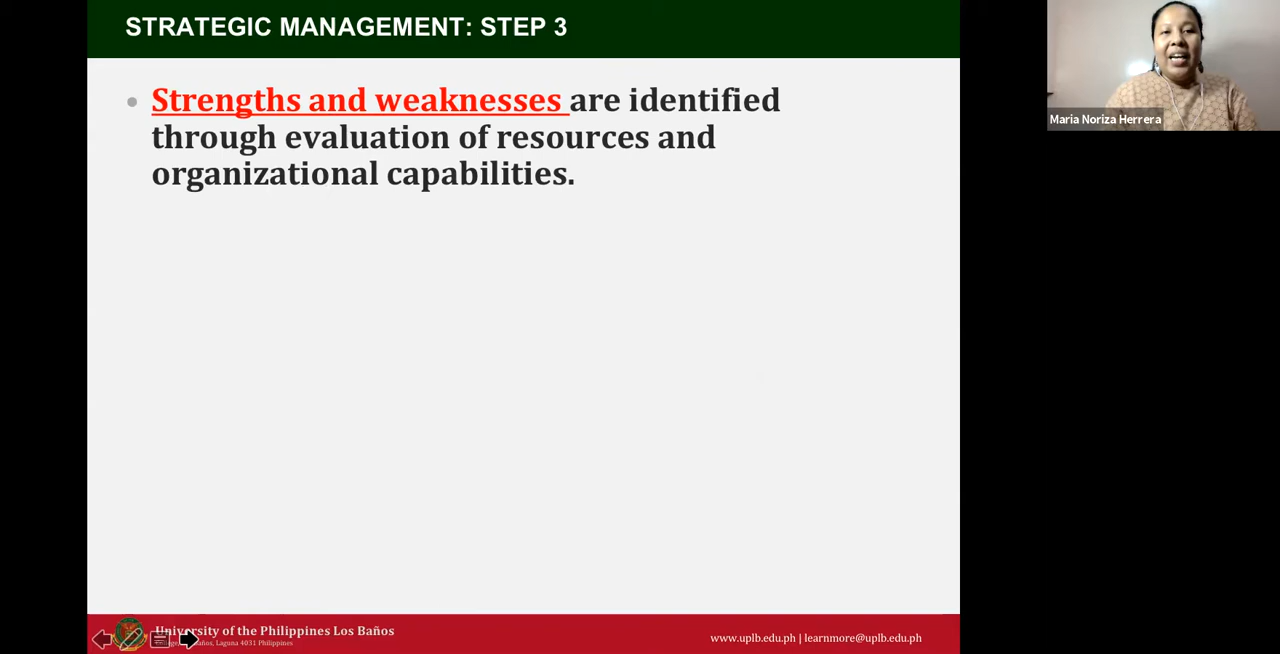 STRATEGIC MANAGEMENT: STEP 3
Strengths and weaknesses are identified
through evaluation of resources and
organizational capabilities.
Maria Noriza Herrera
University of the Philippines Los Baños
Baños, Laguna 4031 Philippines
www.uplb.edu.ph | learnmore@uplb.edu.ph